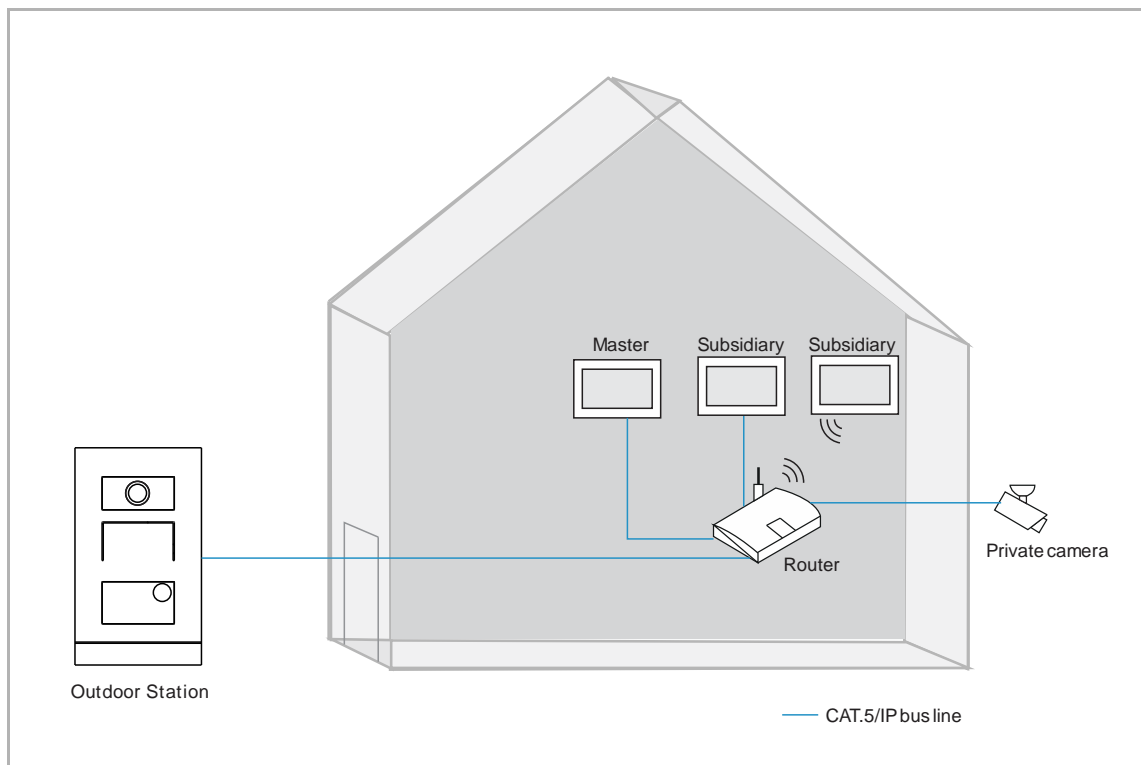 Master
Subsidiary
Subsidiary
Router
Private camera
Outdoor Station
CAT.5/IP bus line